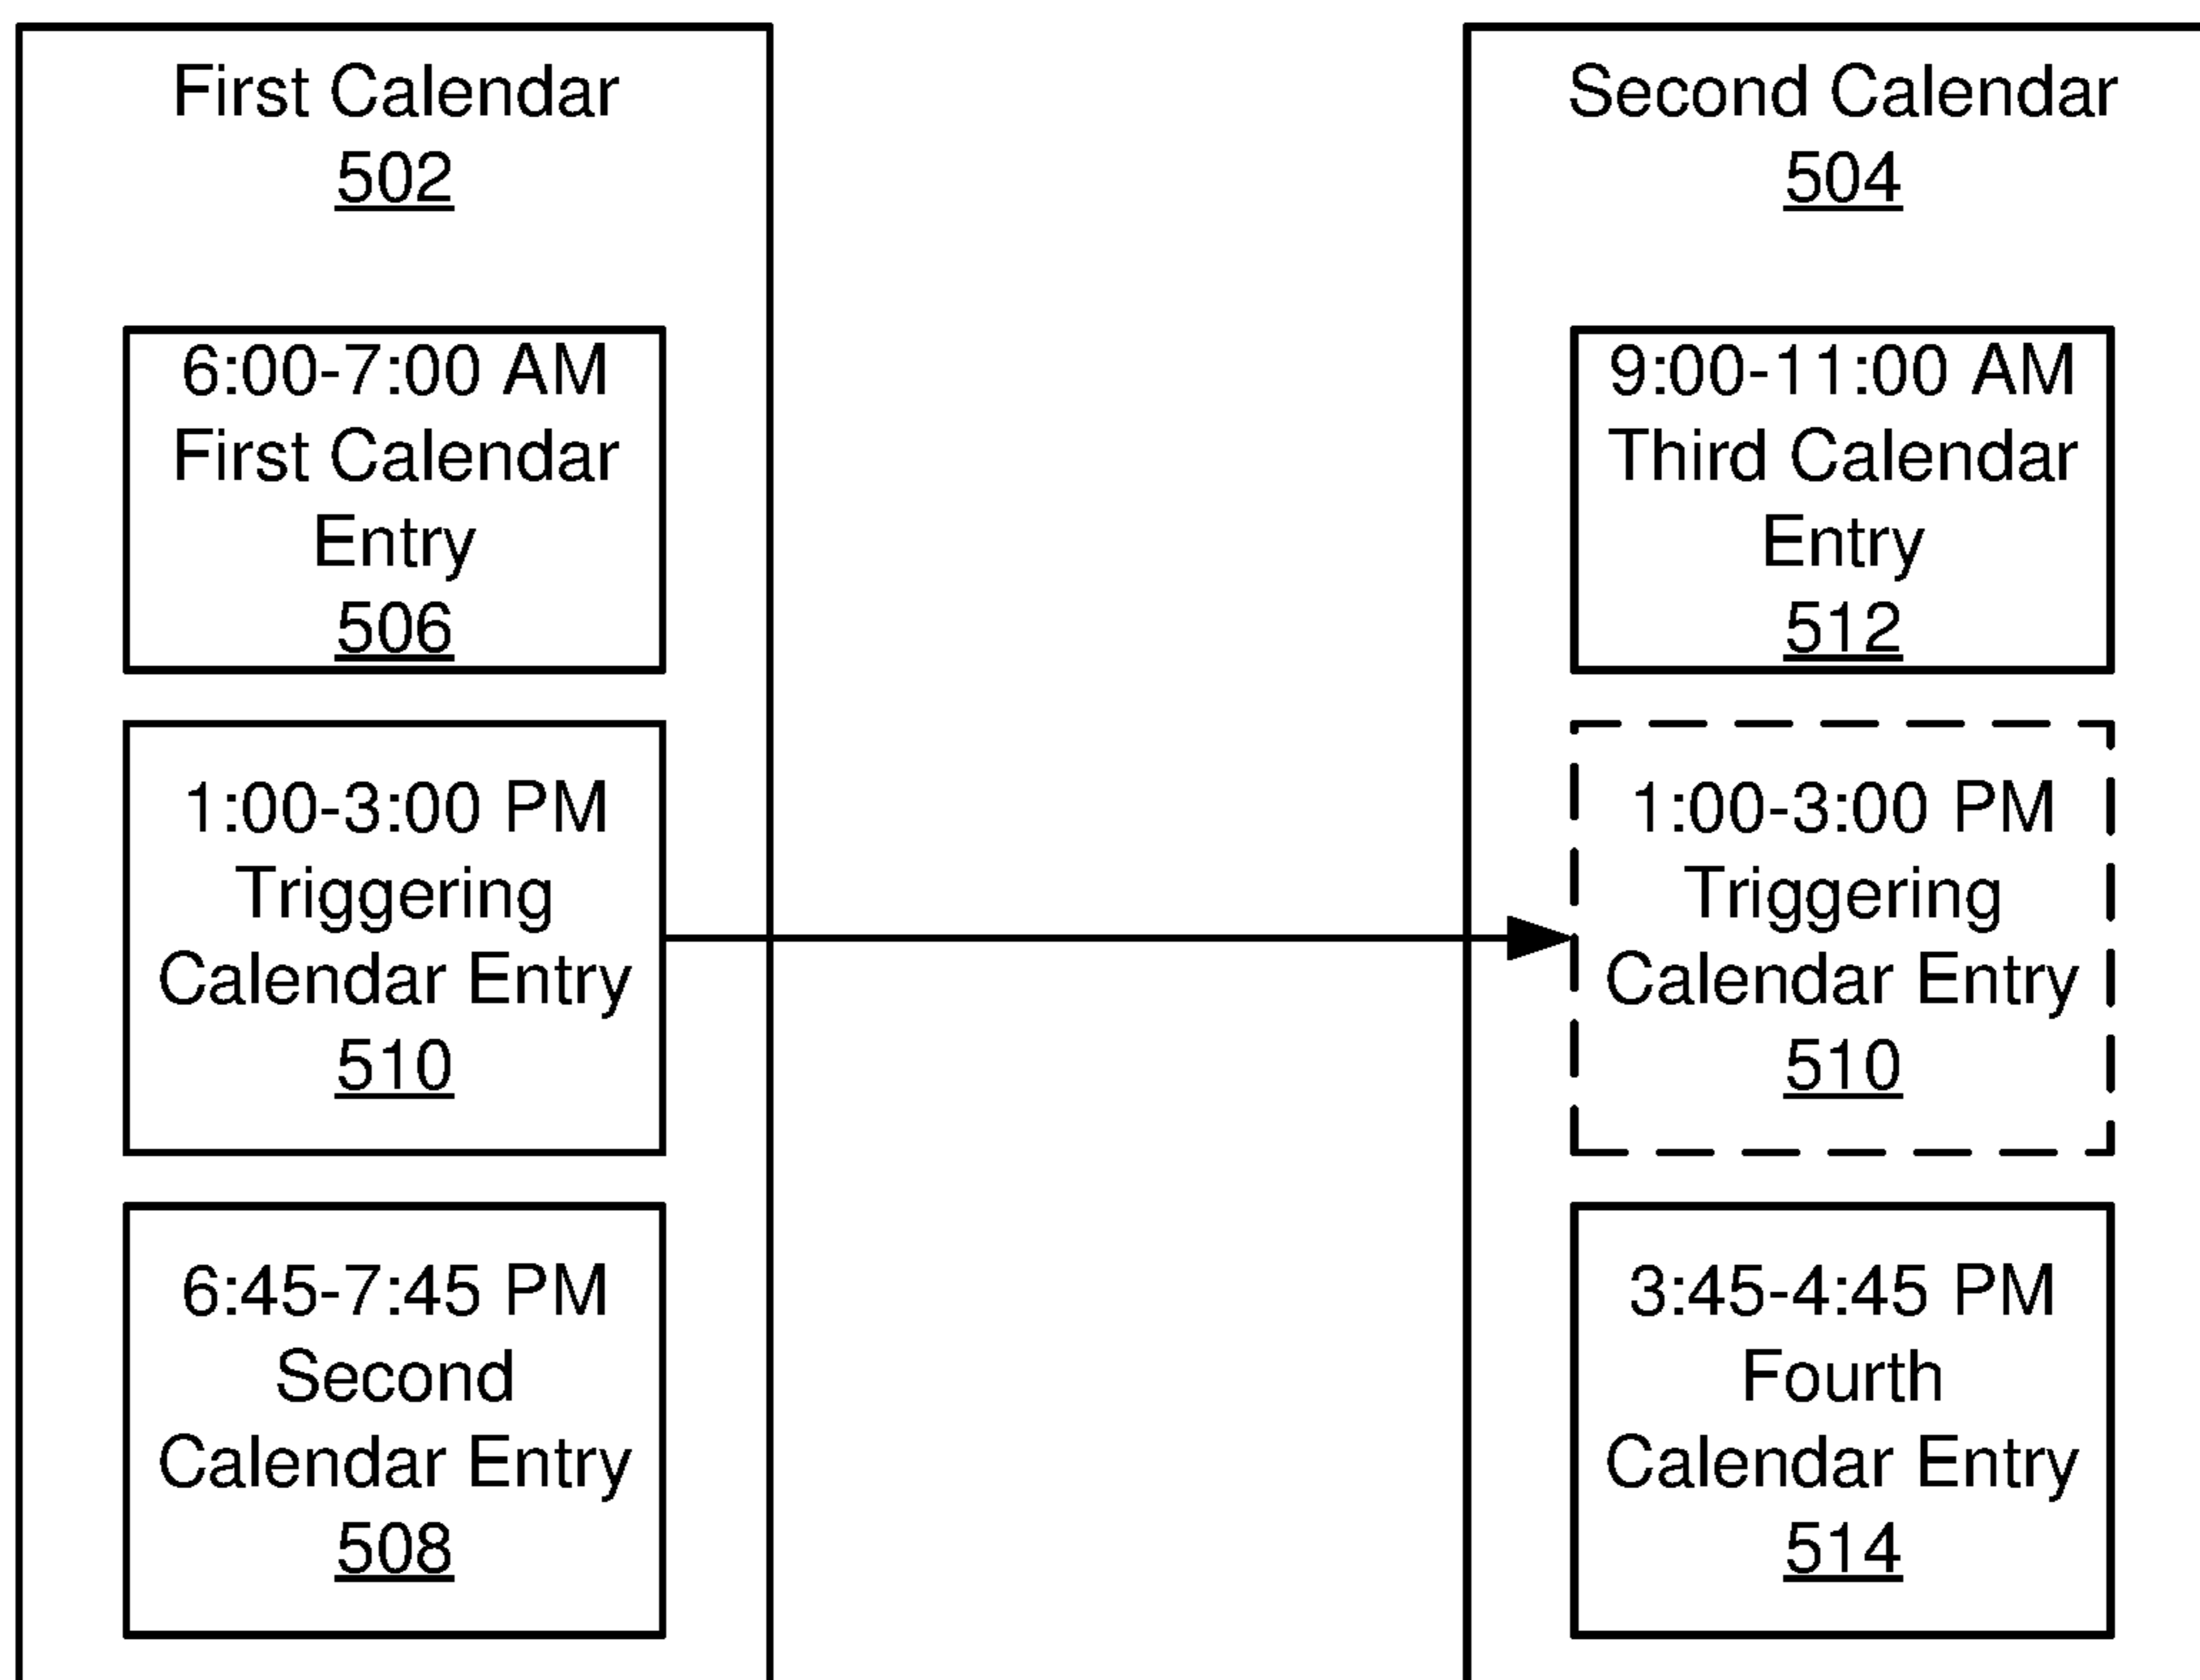 First Calendar
502
6:00-7:00 AM
First Calendar
Entry
506
1:00-3:00 PM
Triggering
Calendar Entry
510
6:45-7:45 PM
Second
Calendar Entry
508
Second Calendar
504
9:00-11:00 AM
Third Calendar
Entry
512
1:00-3:00 PM
Triggering
Calendar Entry
510
3:45-4:45 PM
Fourth
Calendar Entry
514